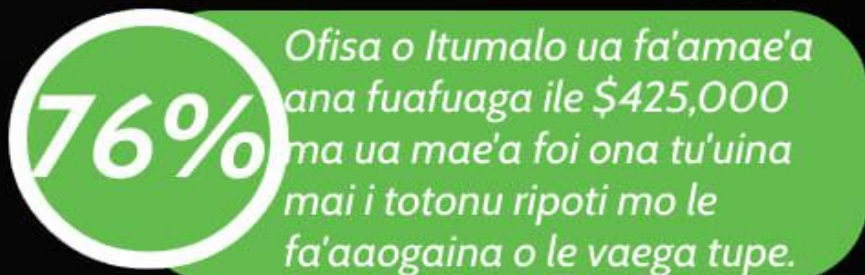 76%
Ofisa o Itumalo ua fa'amae'a
ana fuafuaga ile $425,000
ma ua mae'a foi ona tu'uina
mai i totonu ripoti mo le
fa'aaogaina o le vaega tupe.